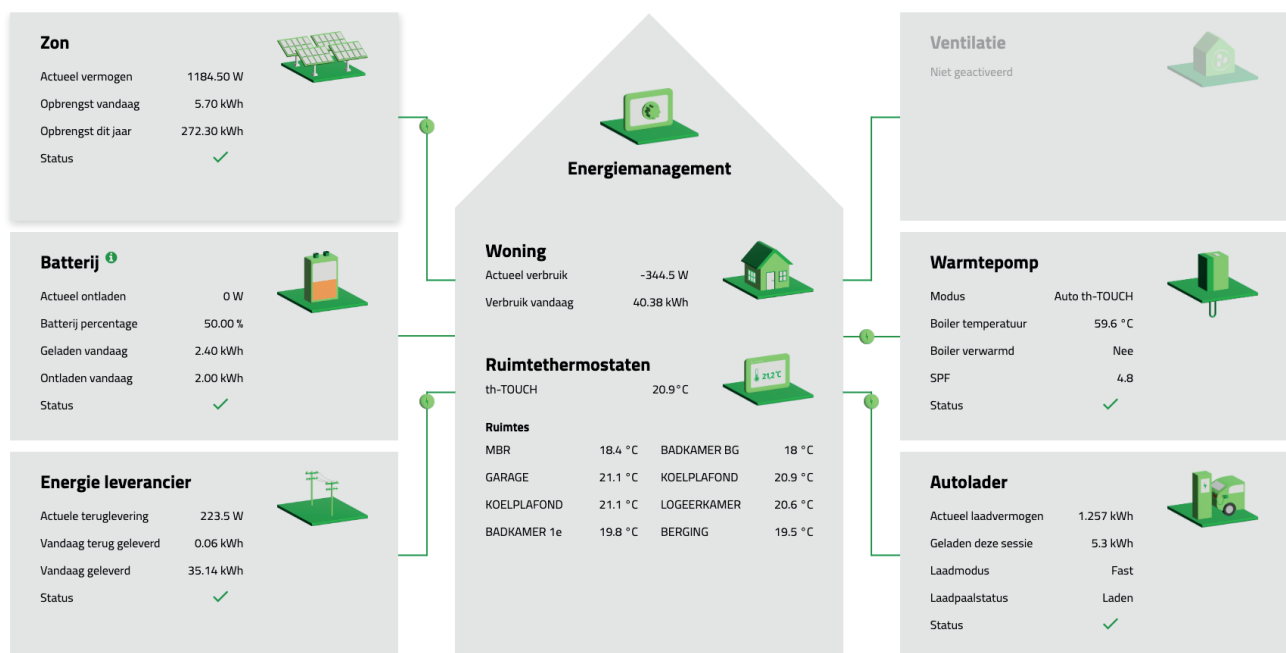 Zon
Actueel vermogen 1184.50 W
Opbrengst vandaag 5.70 kWh
Opbrengst dit jaar 272.30 kWh
Status
Batterij
Actueel ontladen 0 W
Batterij percentage 50.00 %
Geladen vandaag 2.40 kWh
Ontladen vandaag 2.00 kWh
Status
Energie leverancier
Actuele teruglevering 223.5 W
Vandaag terug geleverd 0.06 kWh
Vandaag geleverd 35.14 kWh
Status
Energiemanagement
Woning
Actueel verbruik -344.5 W
Verbruik vandaag 40.38 kWh
Ruimtethermostaten
21.2°C
th-TOUCH 20.9°C
Ruimtes
MBR 18.4 °C BADKAMER BG 18 °C
GARAGE 21.1 °C KOELPLAFOND 20.9 °C
KOELPLAFOND 21.1 °C LOGEERKAMER 20.6 °C
BADKAMER 1e 19.8 °C BERGING 19.5 °C
Ventilatie
Niet geactiveerd
Warmtepomp
Modus Auto th-TOUCH
Boiler temperatuur 59.6 °C
Boiler verwarmd Nee
SPF 4.8
Status
Autolader
Actueel laadvermogen 1.257 kWh
Geladen deze sessie 5.3 kWh
Laadmodus Fast
Laadpaalstatus Laden
Status